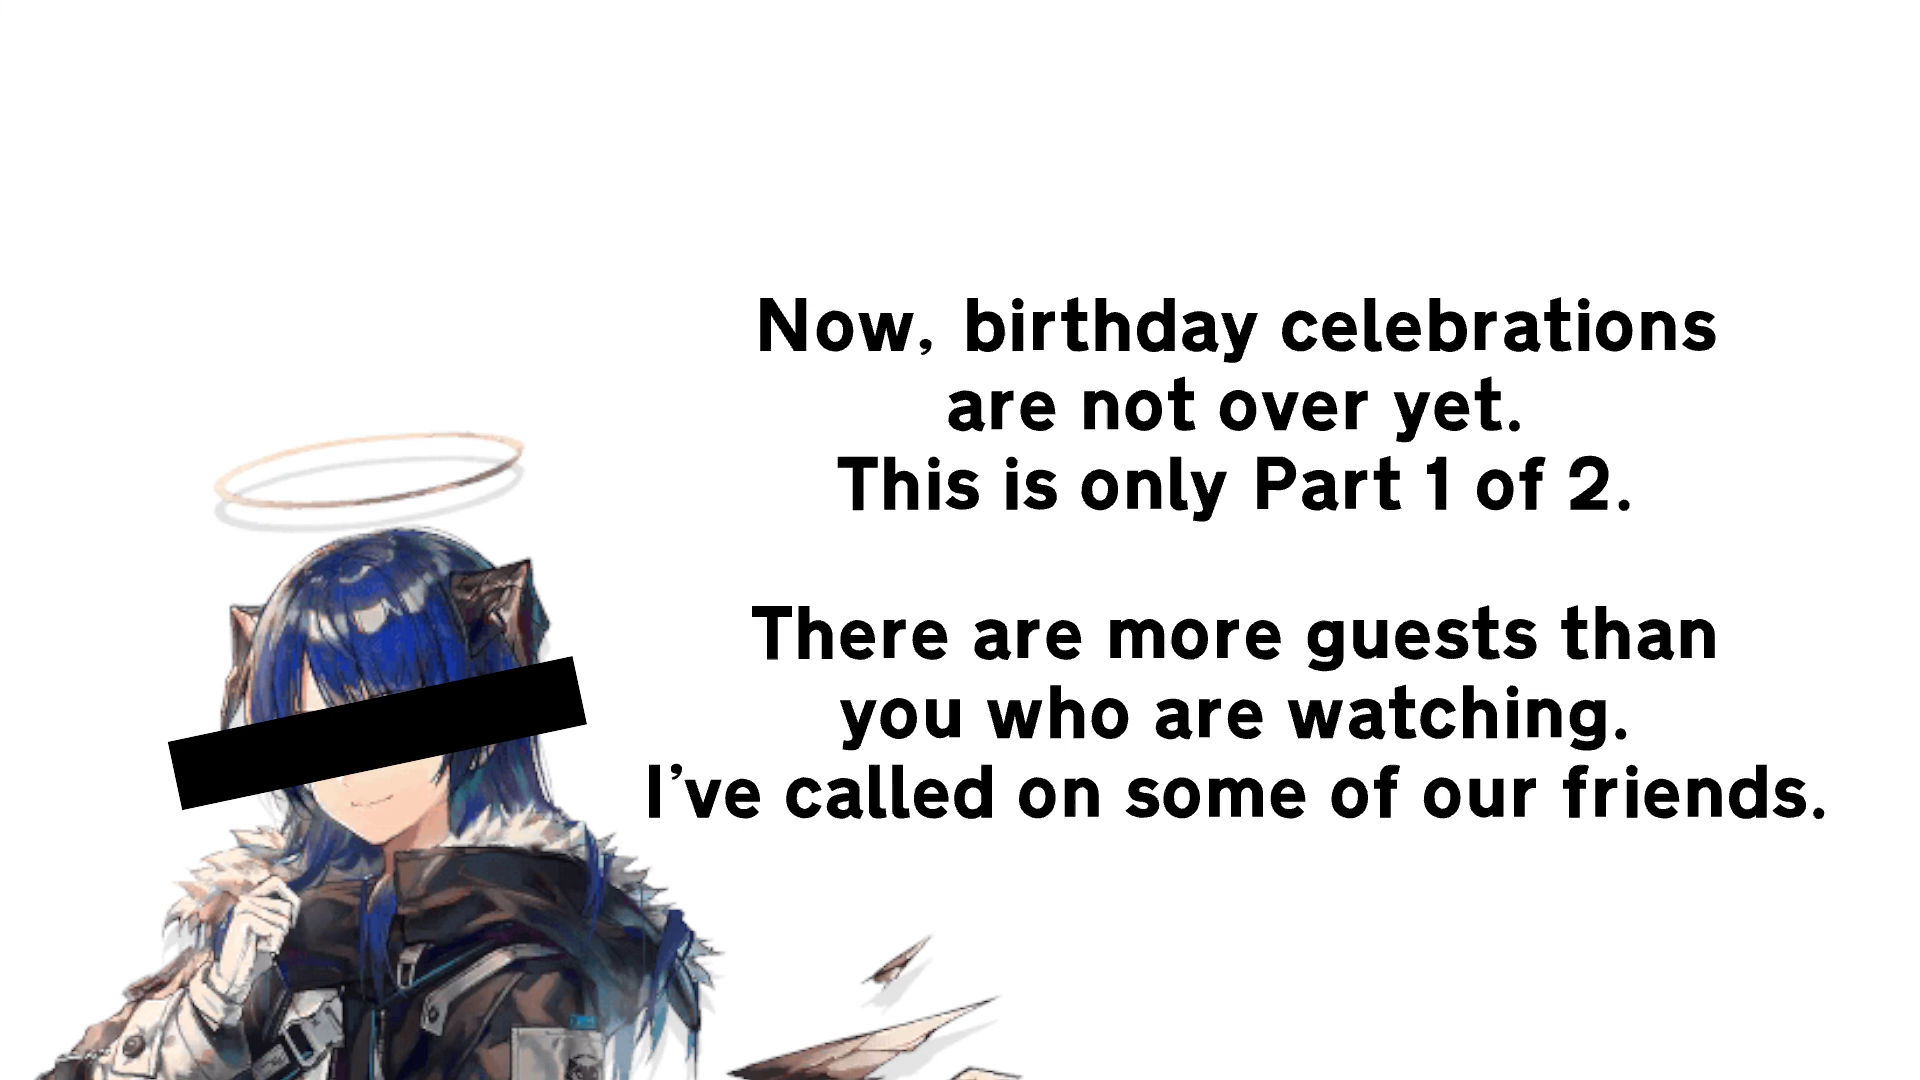 Now, birthday celebrations
are not over yet.
This is only Part 1 of 2.
There are more guests than
you who are watching.
I’ve called on some of our friends.